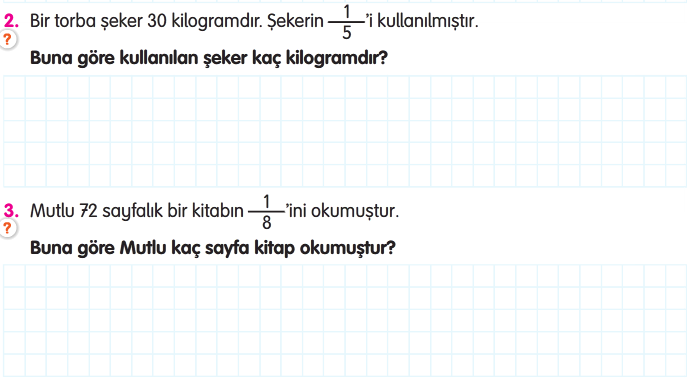 2. Bir torba şeker 30 kilogramdır. Şekerin 1/5 'i kullanılmıştır.
?
Buna göre kullanılan şeker kaç kilogramdır?
3. Mutlu 72 sayfalık bir kitabın 1/8 'ini okumuştur.
?
Buna göre Mutlu kaç sayfa kitap okumuştur?